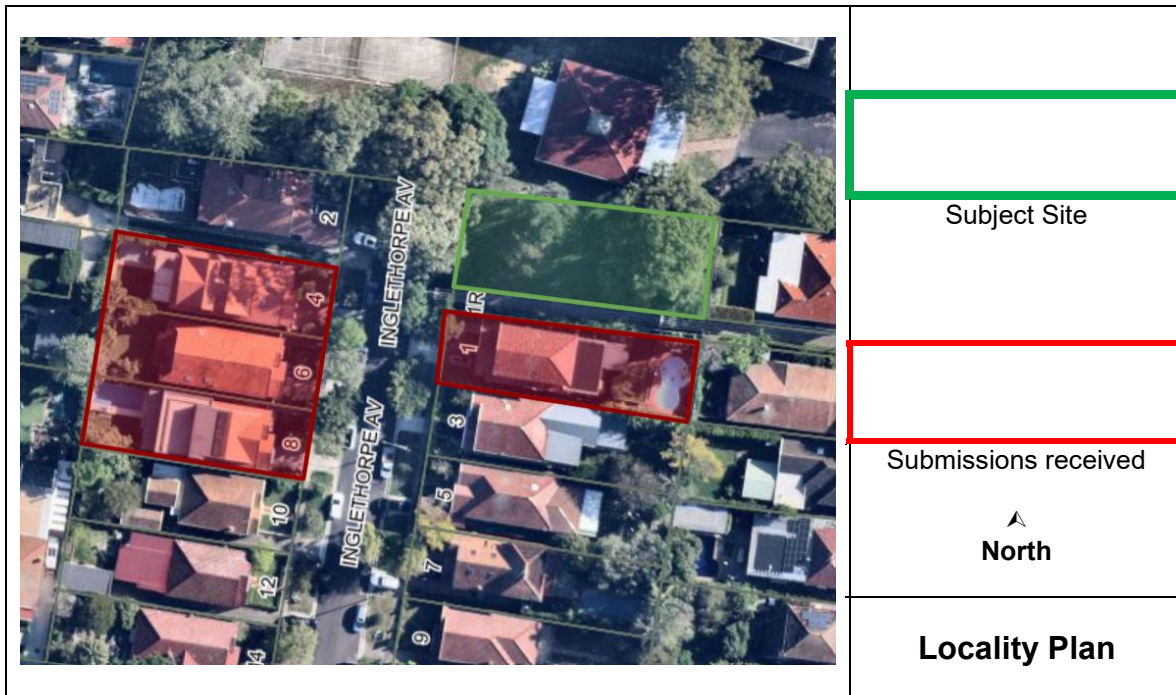 INGLETHORPE AV
2
4
1R
1
6
3
8
INGLETHORPE AV
5
10
7
12
9
14
Subject Site
Submissions received
North
Locality Plan